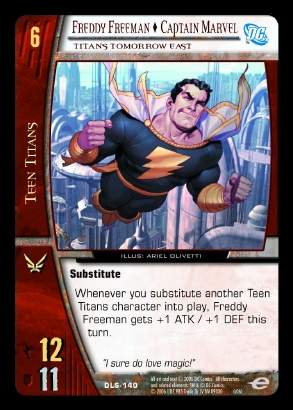 6
FREDDY FREEMAN ♦ CAPTAIN MARVEL
TITANS TOMORROW EAST
DC
TEEN TITANS
ILLUS: ARIEL OLIVETTI
Substitute
Whenever you substitute another Teen
Titans character into play, Freddy
Freeman gets +1 ATK / +1 DEF this
turn.
12
11
"I sure do love magic!"
DLS-140